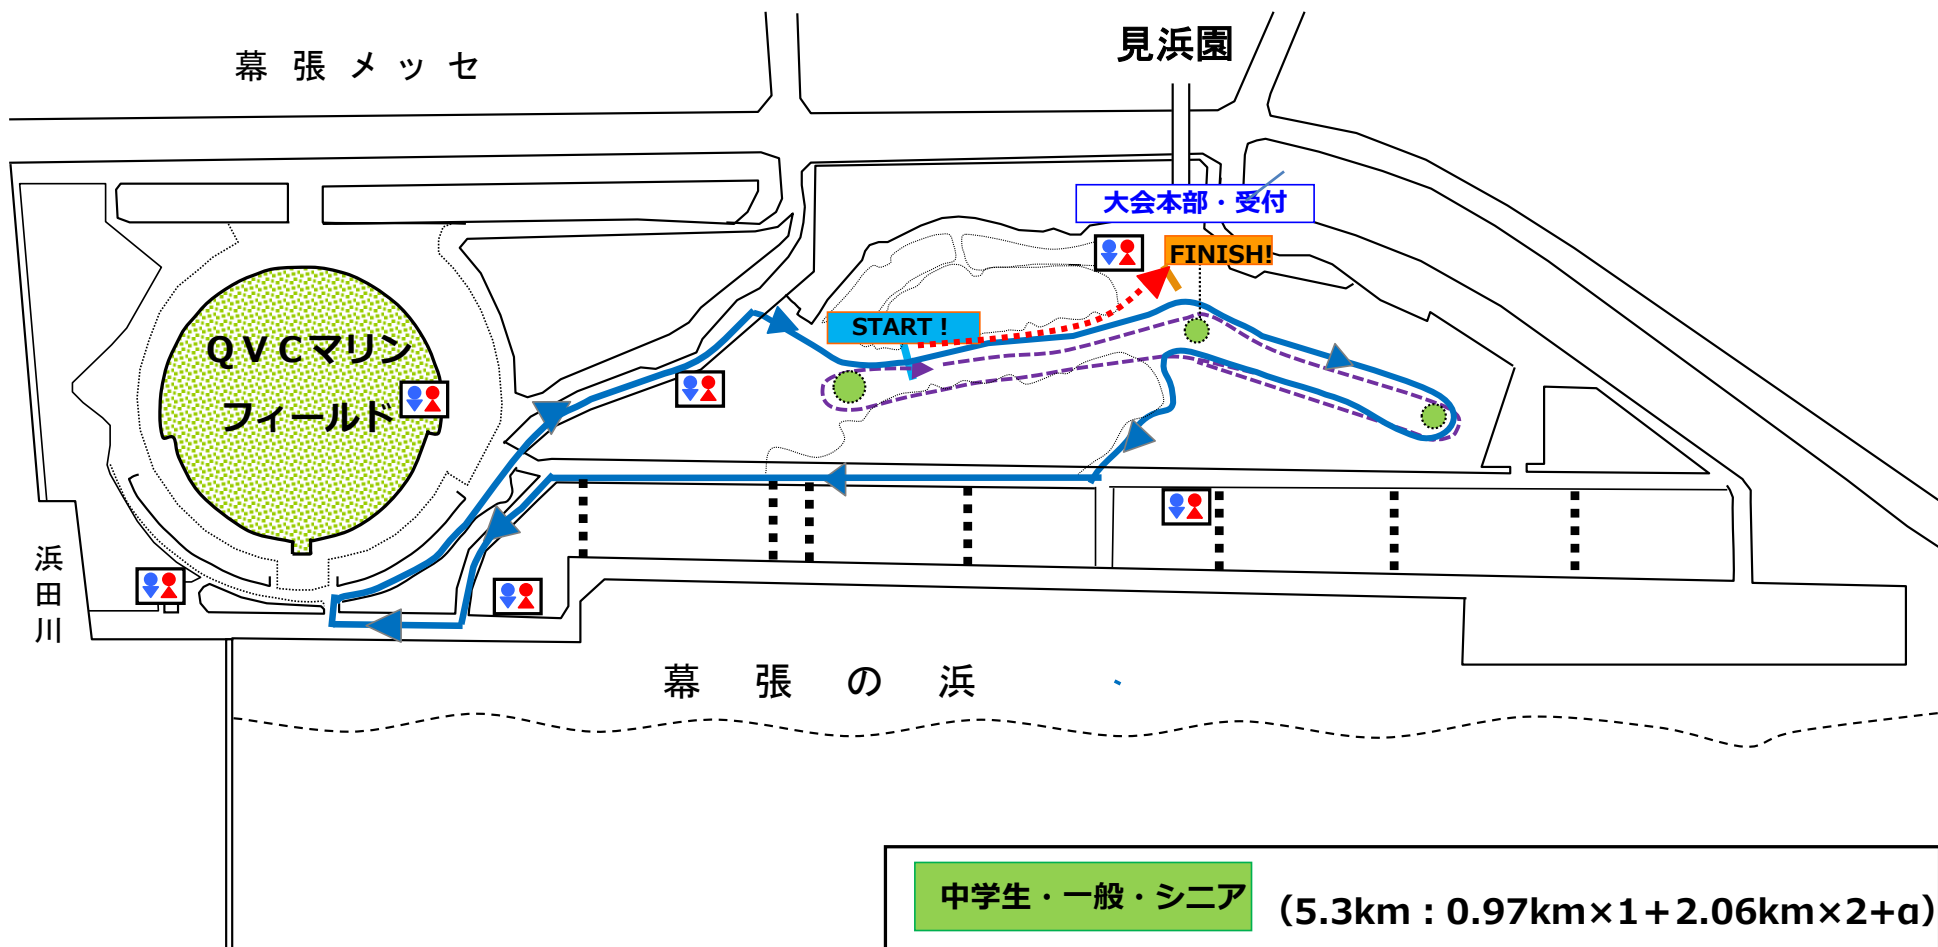 幕張メッセ
見浜園
大会本部・受付
FINISH!
START！
QVCマリン
フィールド
浜田川
幕張の浜
中学生・一般・シニア
（5.3km：0.97km×1＋2.06km×2+α）